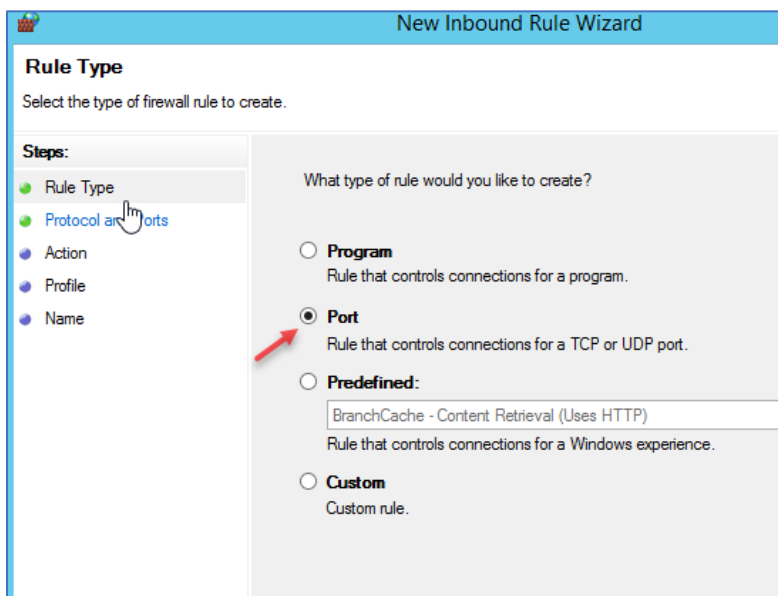 New Inbound Rule Wizard
Rule Type
Select the type of firewall rule to create.
Steps:
Rule Type
Protocol and Ports
Action
Profile
Name
What type of rule would you like to create?
Program
Rule that controls connections for a program.
Port
Rule that controls connections for a TCP or UDP port.
Predefined:
BranchCache - Content Retrieval (Uses HTTP)
Rule that controls connections for a Windows experience.
Custom
Custom rule.